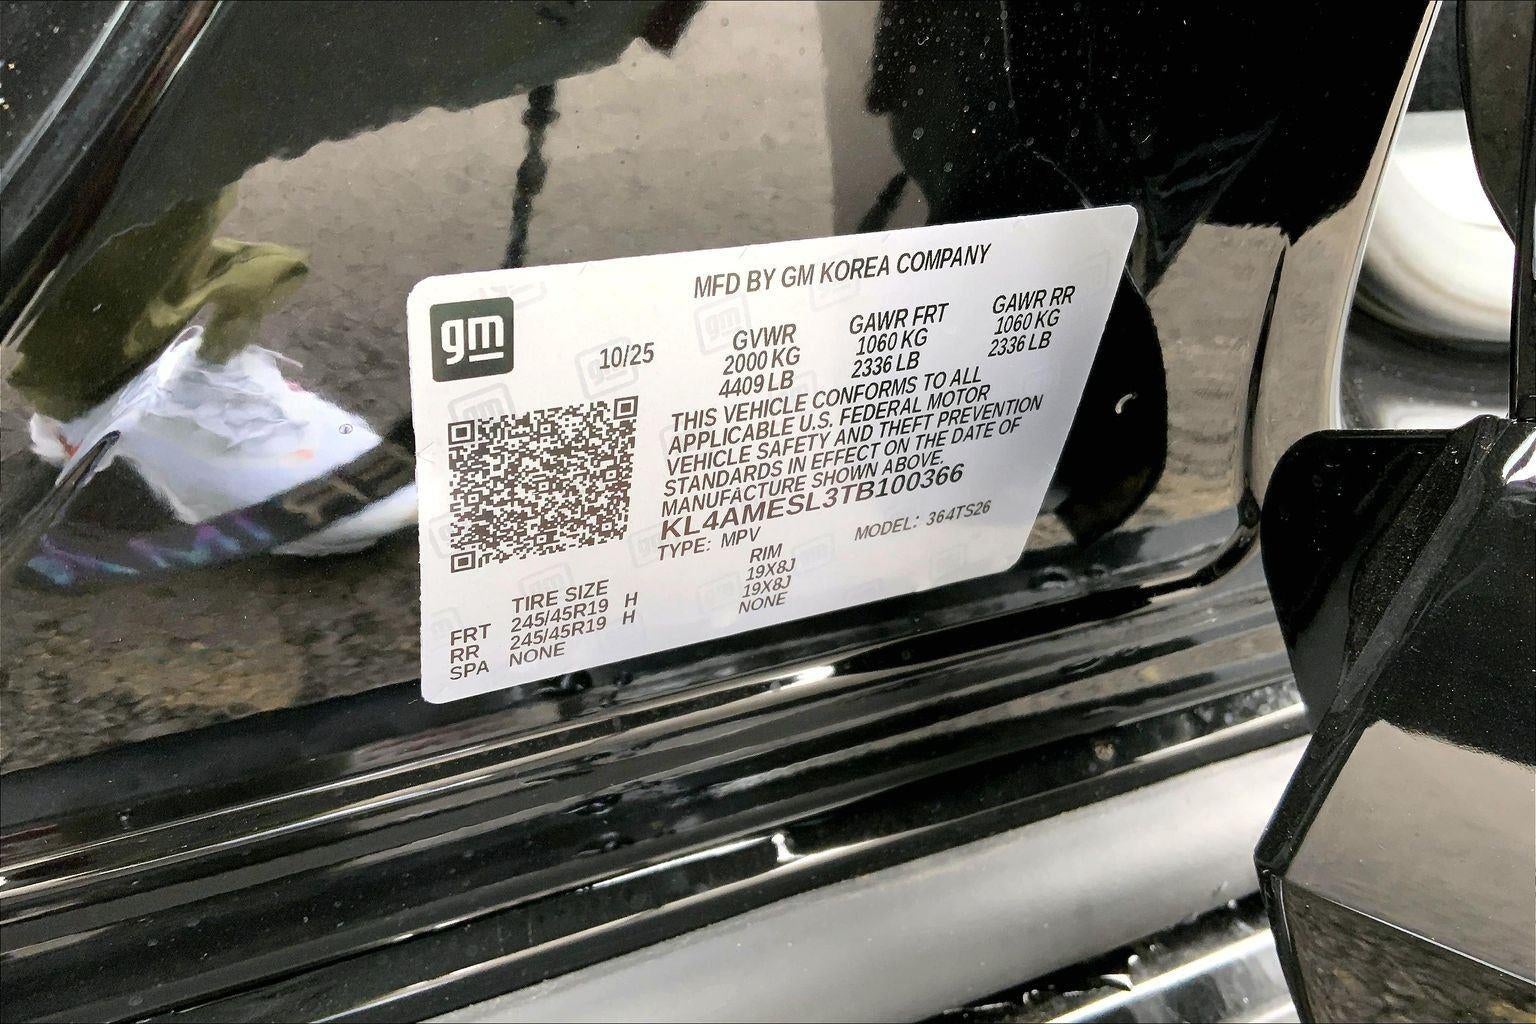 MFD BY GM KOREA COMPANY
gm
10/25
GVWR
2000 KG
4409 LB
GAWR FRT
1060 KG
2336 LB
GAWR RR
1060 KG
2336 LB
THIS VEHICLE CONFORMS TO ALL
APPLICABLE U.S. FEDERAL MOTOR
VEHICLE SAFETY AND THEFT PREVENTION
STANDARDS IN EFFECT ON THE DATE OF
MANUFACTURE SHOWN ABOVE.
KL4AMESL3TB100366
TYPE: MPV
MODEL: 364TS26
TIRE SIZE
RIM
FRT 245/45R19 H 19X8J
RR 245/45R19 H 19X8J
SPA NONE NONE